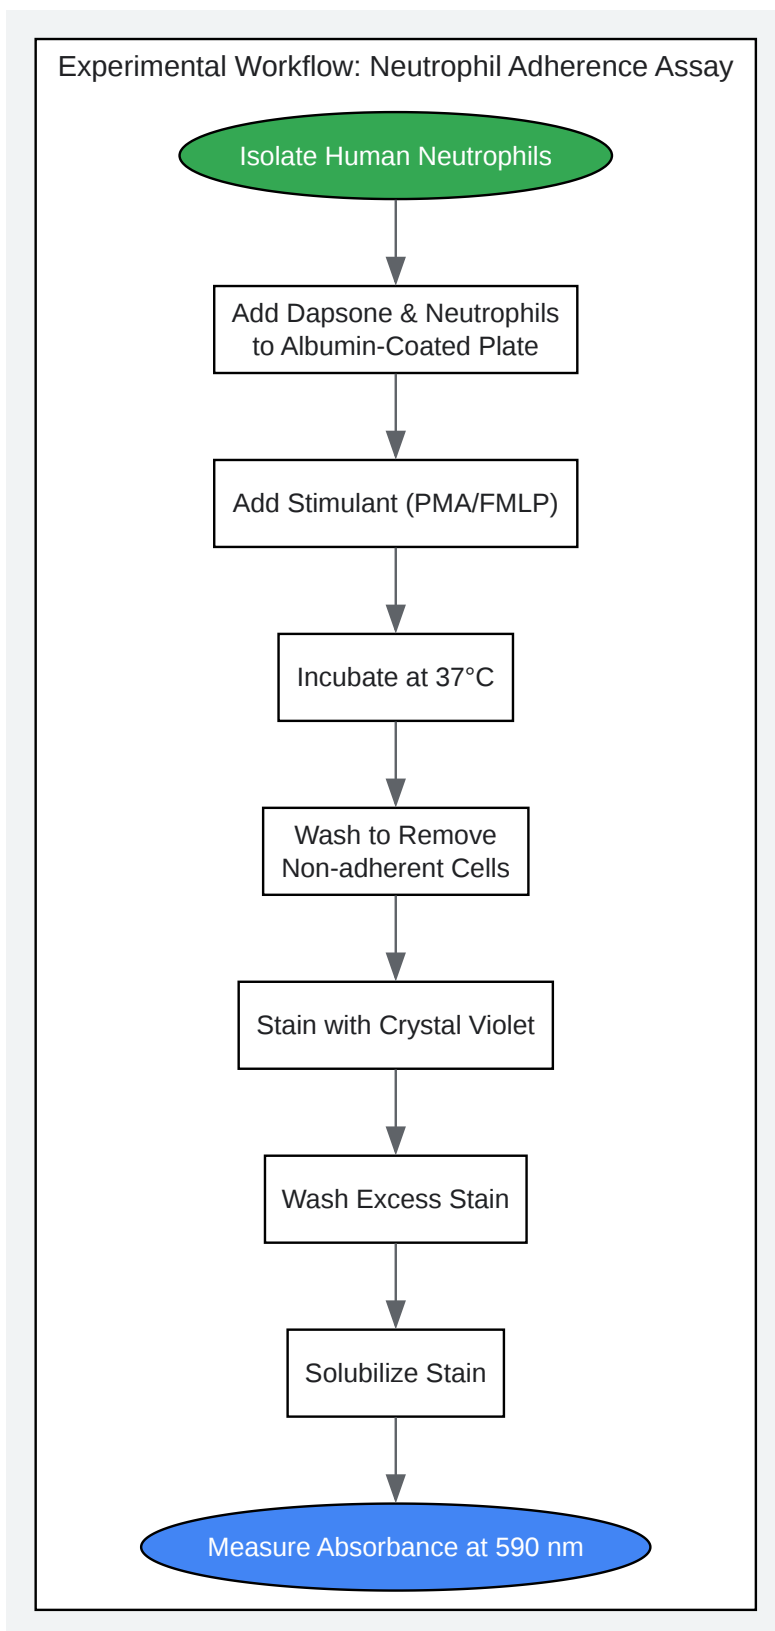 Experimental Workflow: Neutrophil Adherence Assay
Isolate Human Neutrophils
Add Dapsone & Neutrophils
to Albumin-Coated Plate
Add Stimulant (PMA/FMLP)
Incubate at 37°C
Wash to Remove
Non-adherent Cells
Stain with Crystal Violet
Wash Excess Stain
Solubilize Stain
Measure Absorbance at 590 nm